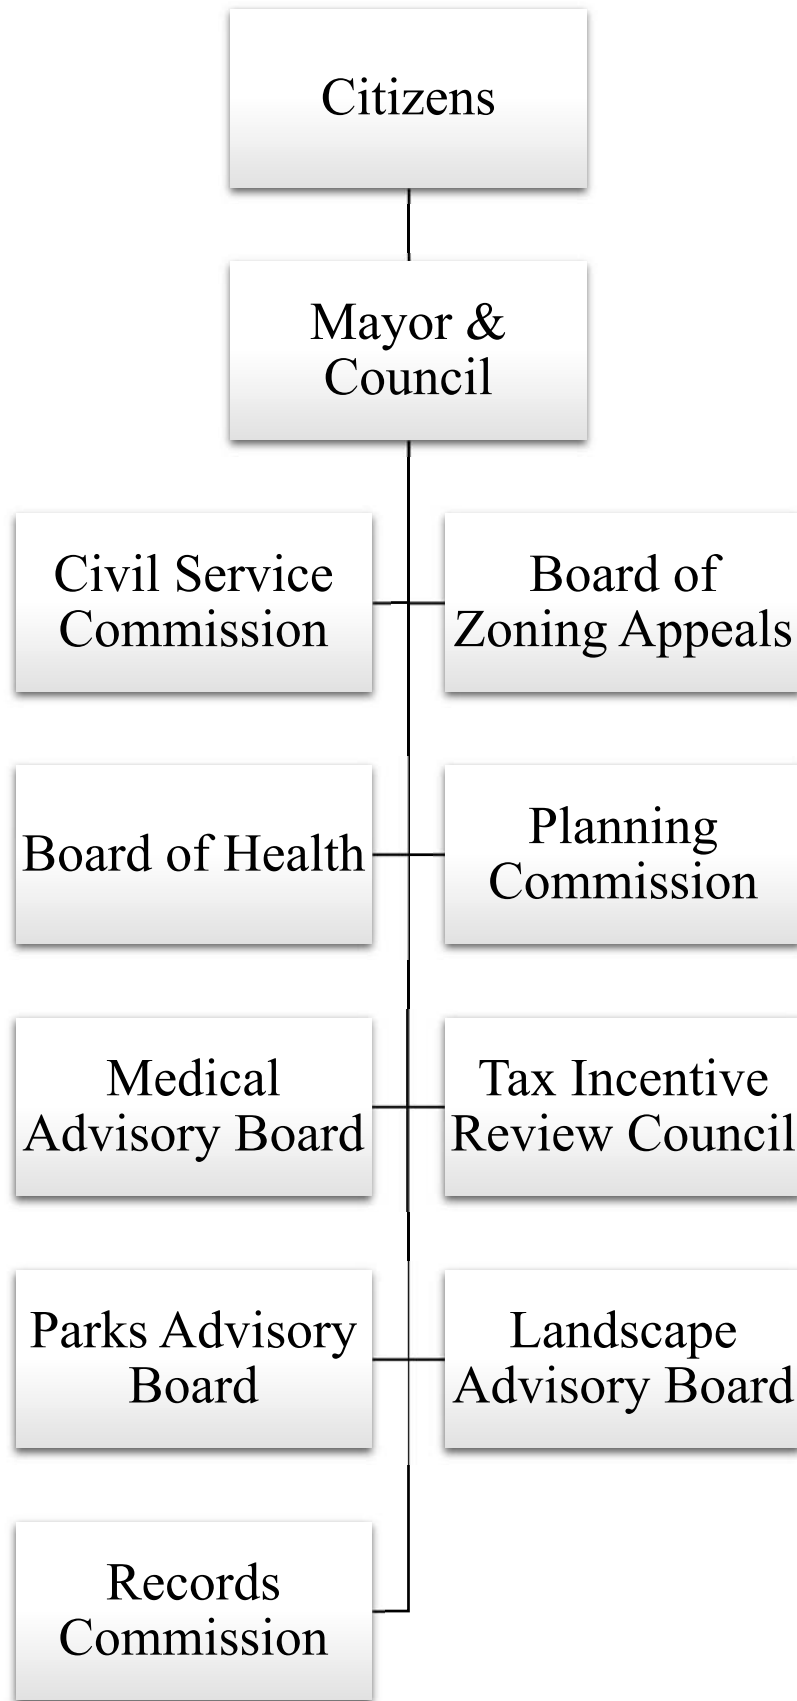 Citizens
Mayor &
Council
Civil Service
Commission
Board of
Zoning Appeals
Board of Health
Planning
Commission
Medical
Advisory Board
Tax Incentive
Review Council
Parks Advisory
Board
Landscape
Advisory Board
Records
Commission